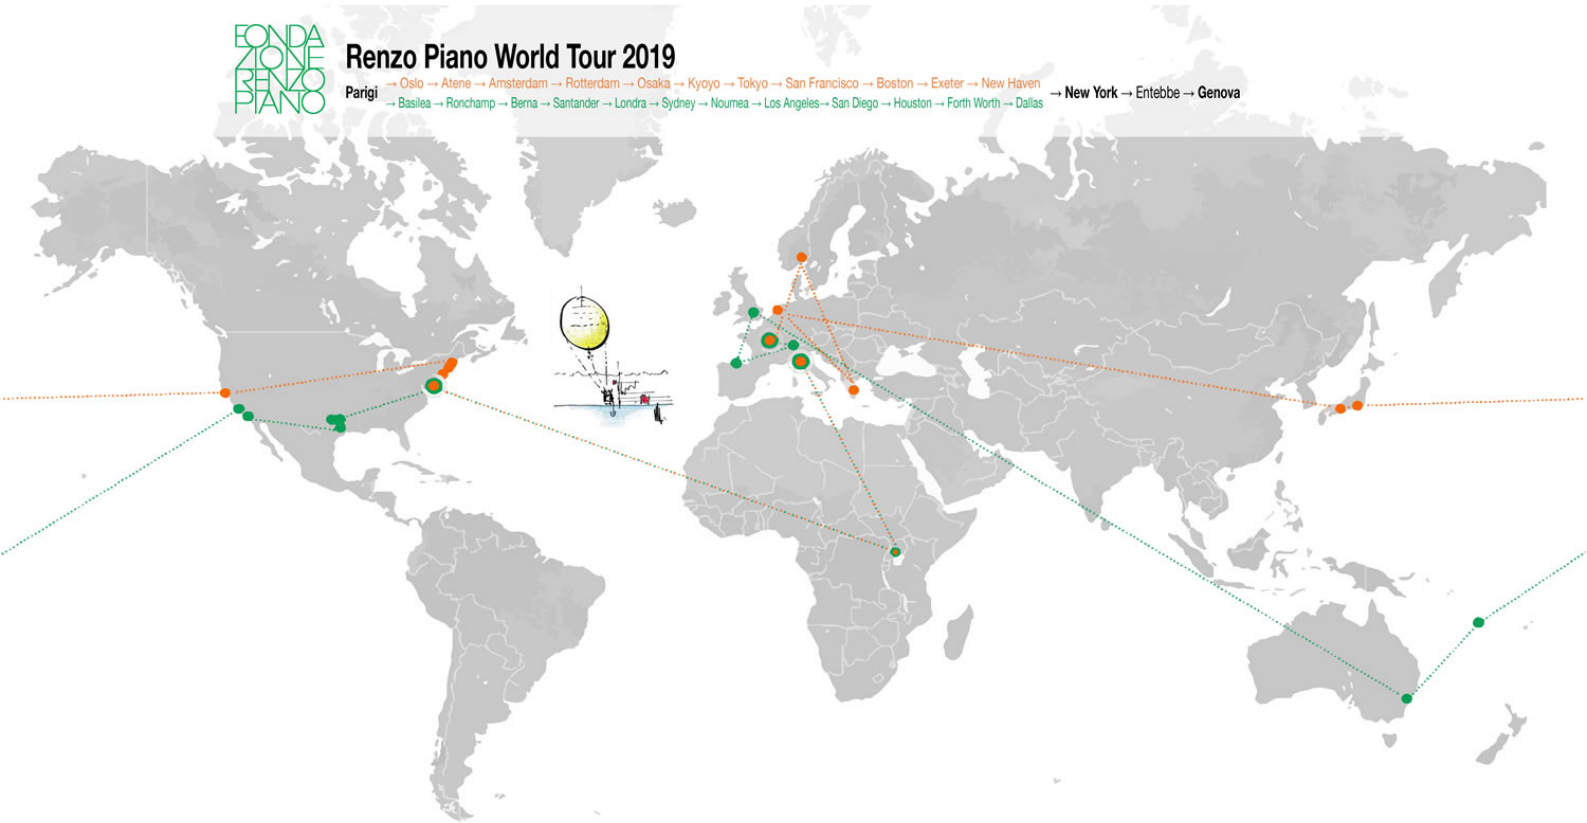 FONDA
ZIONE
RENZO
PIANO
Renzo Piano World Tour 2019
→ Oslo → Atene → Amsterdam → Rotterdam → Osaka → Kyoyo → Tokyo → San Francisco → Boston → Exeter → New Haven
Parigi → New York → Entebbe → Genova
→ Basilea → Ronchamp → Berna → Santander → Londra → Sydney → Noumea → Los Angeles → San Diego → Houston → Forth Worth → Dallas